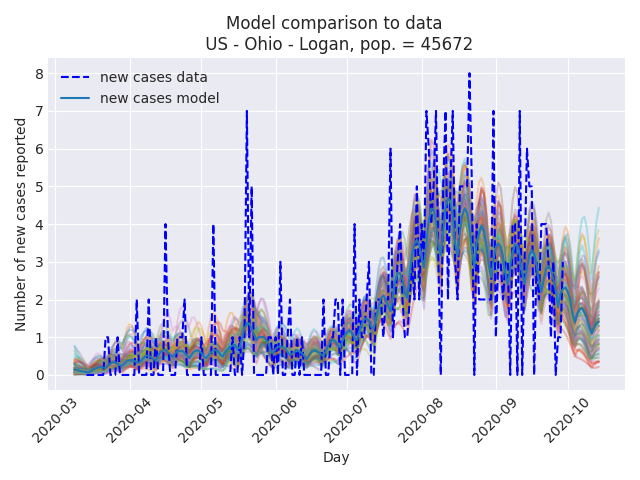 Model comparison to data
US - Ohio - Logan, pop. = 45672
new cases data
new cases model
Number of new cases reported
8
7
6
5
4
3
2
1
0
2020-03
2020-04
2020-05
2020-06
2020-07
2020-08
2020-09
2020-10
Day